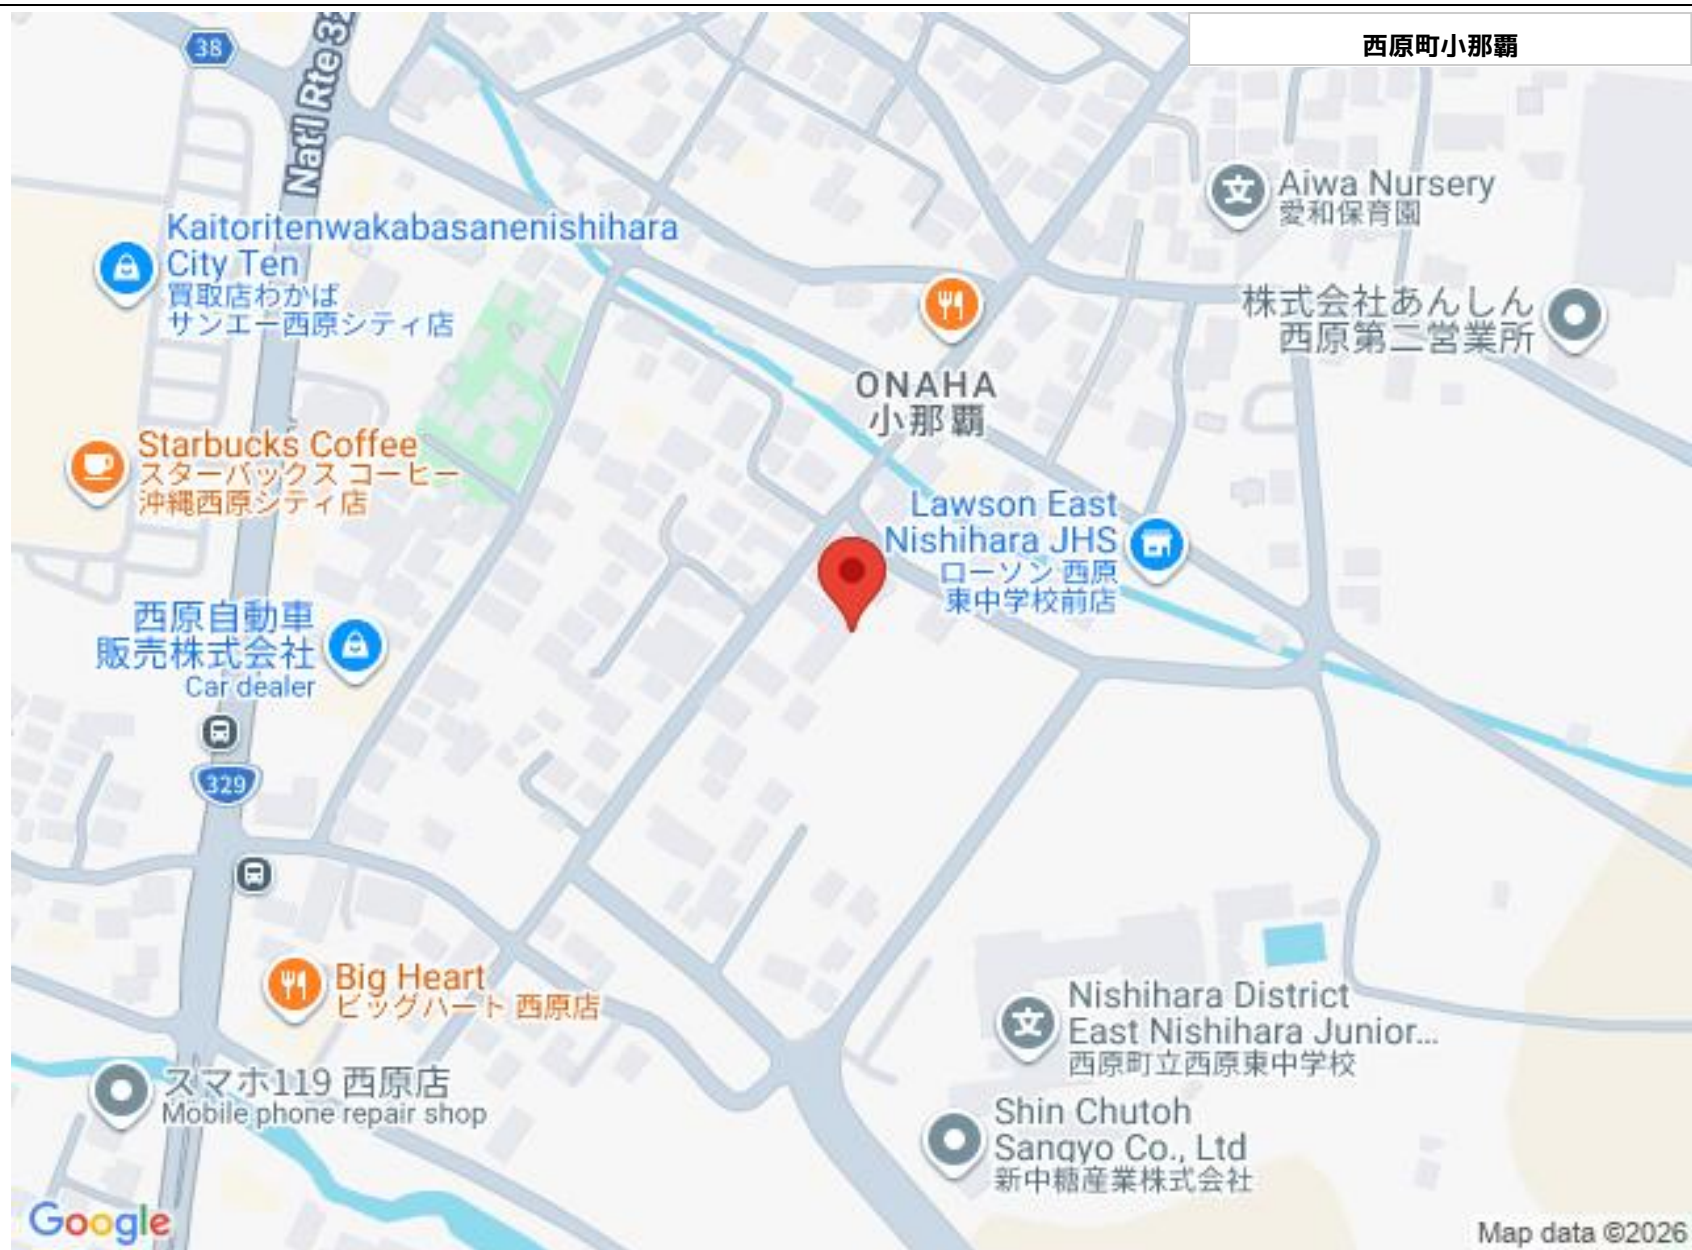 西原町小那覇
38
Nat'l Rte 32
Aiwa Nursery
愛和保育園
Kaitoritenwakabasanenishihara
City Ten
買取店わかば
サンエー西原シティ店
株式会社あんしん
西原第二営業所
ONAHA
小那覇
Starbucks Coffee
スターバックス コーヒー
沖縄西原シティ店
Lawson East
Nishihara JHS
ローソン 西原
東中学校前店
西原自動車
販売株式会社
Car dealer
329
Big Heart
ビッグハート 西原店
Nishihara District
East Nishihara Junior...
西原町立西原東中学校
スマホ119 西原店
Mobile phone repair shop
Shin Chutoh
Sangyo Co., Ltd
新中糖産業株式会社
Google
Map data ©2026